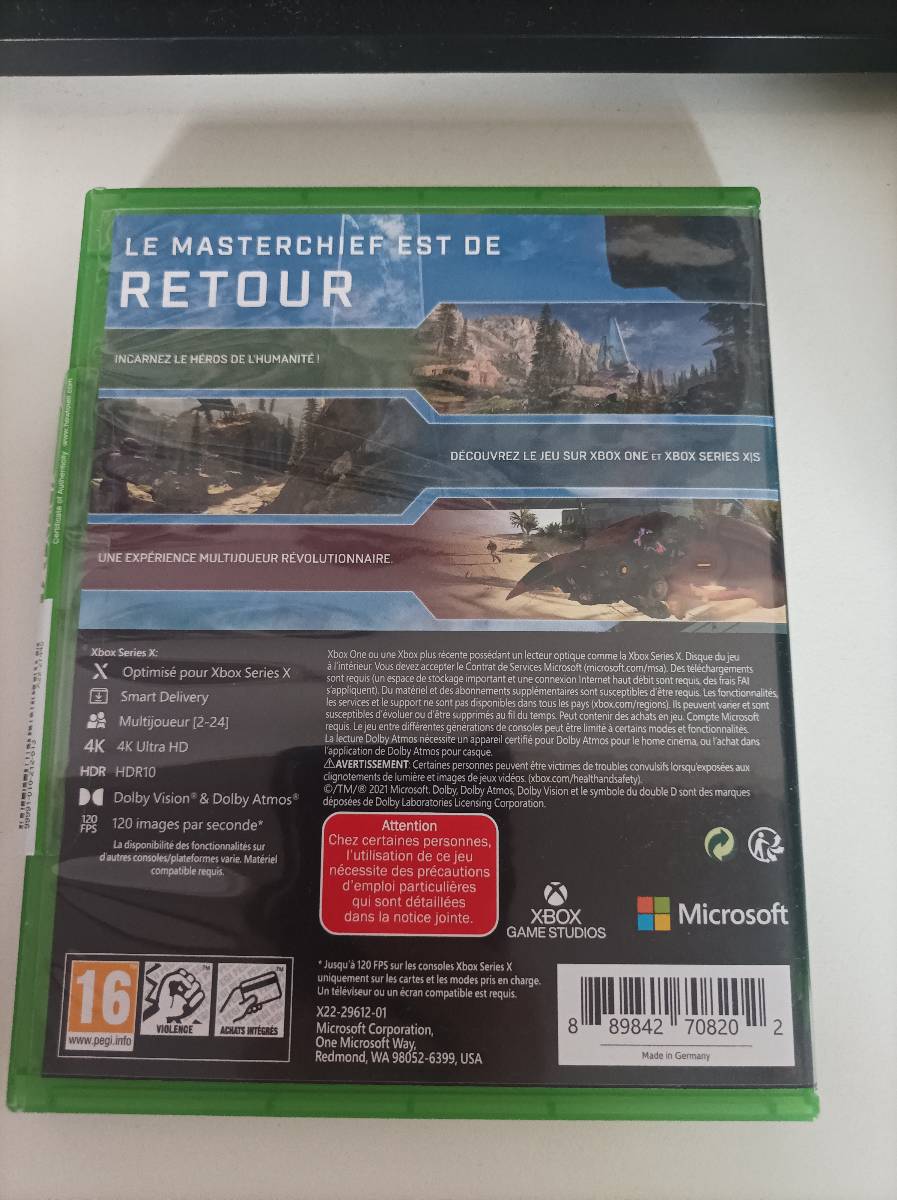 LE MASTERCHIEF EST DE
RETOUR
INCARNEZ LE HÉROS DE L'HUMANITÉ !
DÉCOUVREZ LE JEU SUR XBOX ONE ET XBOX SERIES X|S
UNE EXPÉRIENCE MULTIJOUEUR RÉVOLUTIONNAIRE.
Certificate of Authenticity
Xbox Series X:
Optimisé pour Xbox Series X
Smart Delivery
Multijoueur [2-24]
4K 4K Ultra HD
HDR HDR10
Dolby Vision® & Dolby Atmos®
120 FPS 120 images par seconde*
La disponibilité des fonctionnalités sur
d'autres consoles/plateformes varie. Matériel
compatible requis.
Xbox One ou une Xbox plus récente possédant un lecteur optique comme la Xbox Series X. Disque du jeu
à l'intérieur. Vous devez accepter le Contrat de Services Microsoft (microsoft.com/msa). Des téléchargements
sont requis (un espace de stockage important et une connexion Internet haut débit sont requis, des frais FAI
s'appliquent). Du matériel et des abonnements supplémentaires sont susceptibles d'être requis. Les fonctionnalités,
les services et le support ne sont pas disponibles dans tous les pays (xbox.com/regions). Ils peuvent varier et sont
susceptibles d'évoluer ou d'être supprimés au fil du temps. Peut contenir des achats en jeu. Compte Microsoft
requis. Le jeu entre différentes générations de consoles peut être limité à certains modes et fonctionnalités.
La lecture Dolby Atmos nécessite un appareil certifié pour Dolby Atmos pour le home cinéma, ou l'achat dans
l'application de Dolby Atmos pour casque.
⚠AVERTISSEMENT: Certaines personnes peuvent être victimes de troubles convulsifs lorsqu'exposées aux
clignotements de lumière et images de jeux vidéos. (xbox.com/healthandsafety).
©/TM/® 2021 Microsoft. Dolby, Dolby Atmos, Dolby Vision et le symbole du double D sont des marques
déposées de Dolby Laboratories Licensing Corporation.
Attention
Chez certaines personnes,
l'utilisation de ce jeu
nécessite des précautions
d'emploi particulières
qui sont détaillées
dans la notice jointe.
XBOX
GAME STUDIOS
Microsoft
16
www.pegi.info
VIOLENCE
ACHATS INTÉGRÉS
* Jusqu'à 120 FPS sur les consoles Xbox Series X
uniquement sur les cartes et les modes pris en charge.
Un téléviseur ou un écran compatible est requis.
X22-29612-01
Microsoft Corporation,
One Microsoft Way,
Redmond, WA 98052-6399, USA
8 89842 70820 2
Made in Germany